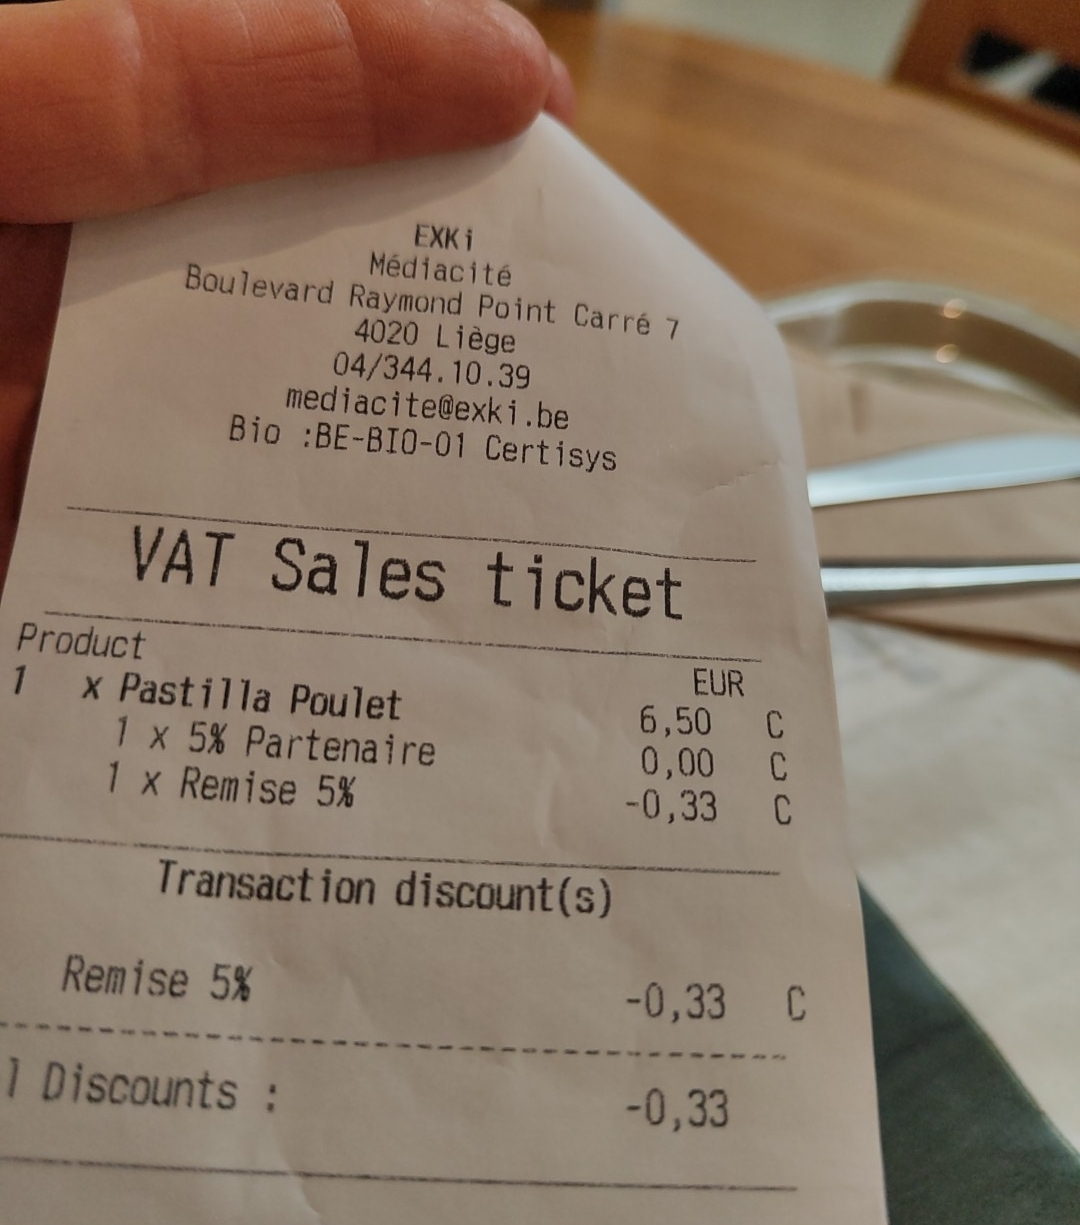 EXKi
Médiacité
Boulevard Raymond Point Carré 7
4020 Liège
04/344.10.39
mediacite@exki.be
Bio :BE-BIO-01 Certisys
VAT Sales ticket
Product EUR
1 x Pastilla Poulet 6,50 C
1 x 5% Partenaire 0,00 C
1 x Remise 5% -0,33 C
Transaction discount(s)
Remise 5% -0,33 C
l Discounts : -0,33